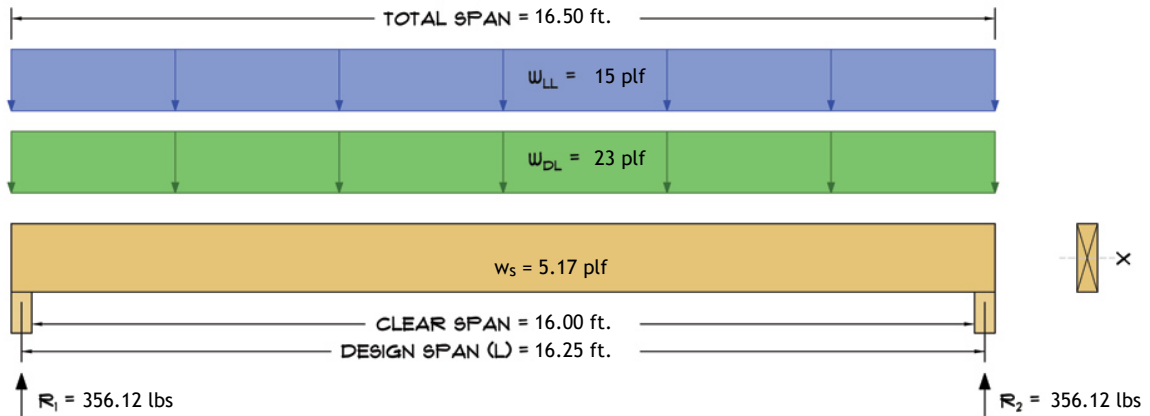 TOTAL SPAN = 16.50 ft.
WLL = 15 plf
WDL = 23 plf
ws = 5.17 plf
X
CLEAR SPAN = 16.00 ft.
DESIGN SPAN (L) = 16.25 ft.
R1 = 356.12 lbs
R2 = 356.12 lbs